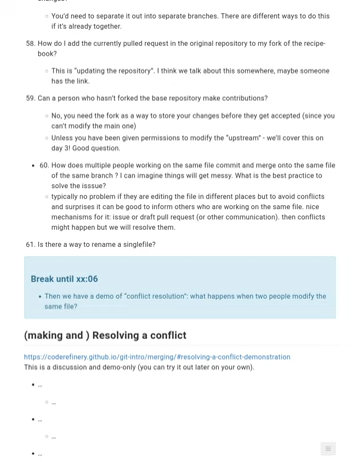 You'd need to separate it out into separate branches. There are different ways to do this
if it's already together.
58. How do I add the currently pulled request in the original repository to my fork of the recipe-
book?
This is "updating the repository". I think we talk about this somewhere, maybe someone
has the link.
59. Can a person who hasn't forked the base repository make contributions?
No, you need the fork as a way to store your changes before they get accepted (since you
can't modify the main one)
Unless you have been given permissions to modify the "upstream" - we'll cover this on
day 3! Good question.
60. How does multiple people working on the same file commit and merge onto the same file
of the same branch ? I can imagine things will get messy. What is the best practice to
solve the isssue?
typically no problem if they are editing the file in different places but to avoid conflicts
and surprises it can be good to inform others who are working on the same file. nice
mechanisms for it: issue or draft pull request (or other communication). then conflicts
might happen but we will resolve them.
61. Is there a way to rename a singlefile?
Break until xx:06
Then we have a demo of "conflict resolution": what happens when two people modify the
same file?
(making and ) Resolving a conflict
https://coderefinery.github.io/git-intro/merging/#resolving-a-conflict-demonstration
This is a discussion and demo-only (you can try it out later on your own).
...
...
...
...
...